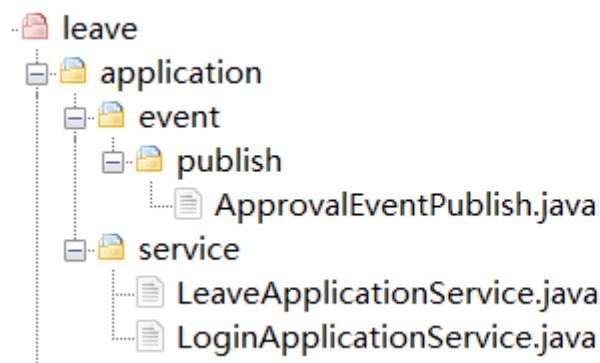 leave
application
event
publish
ApprovalEventPublish.java
service
LeaveApplicationService.java
LoginApplicationService.java